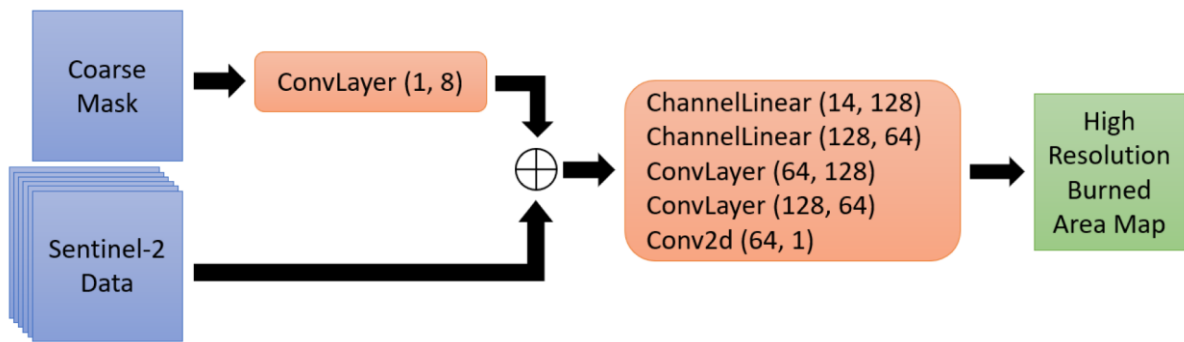 Coarse
Mask
ConvLayer (1, 8)
Sentinel-2
Data
ChannelLinear (14, 128)
ChannelLinear (128, 64)
ConvLayer (64, 128)
ConvLayer (128, 64)
Conv2d (64, 1)
High
Resolution
Burned
Area Map